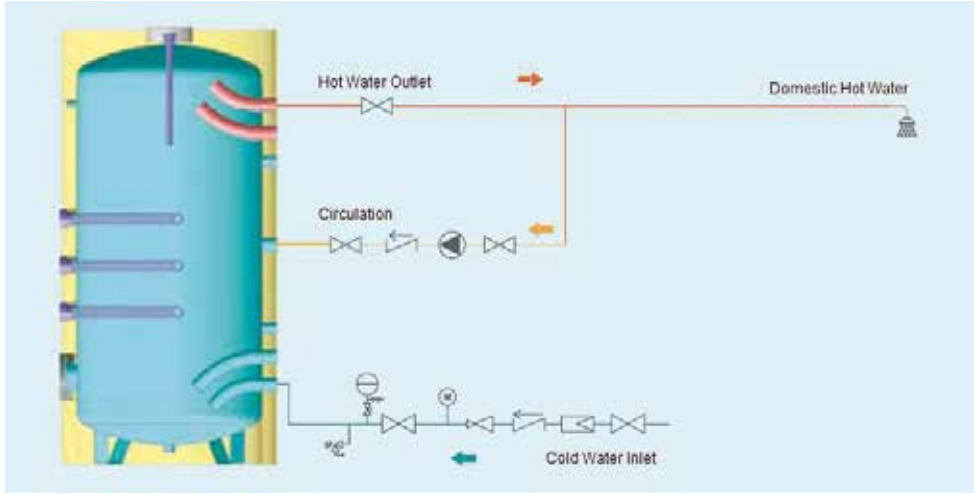 Hot Water Outlet
Domestic Hot Water
Circulation
Cold Water Inlet